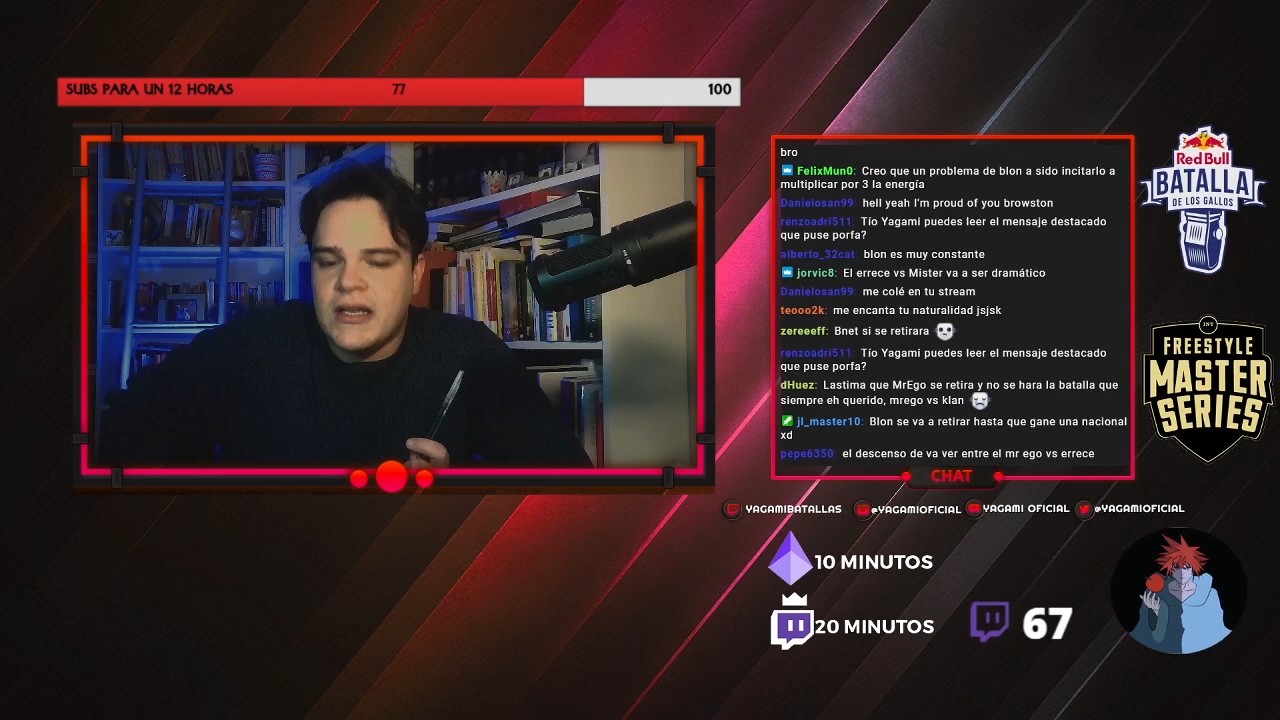 SUBS PARA UN 12 HORAS 77 100
bro
FelixMun0: Creo que un problema de blon a sido incitarlo a
multiplicar por 3 la energía
Danielosan99: hell yeah I'm proud of you browston
renzoadri511: Tío Yagami puedes leer el mensaje destacado
que puse porfa?
alberto_32cat: blon es muy constante
jorvic8: El errece vs Mister va a ser dramático
Danielosan99: me colé en tu stream
teooo2k: me encanta tu naturalidad jsjsk
zereeeff: Bnet si se retirara
renzoadri511: Tío Yagami puedes leer el mensaje destacado
que puse porfa?
dHuez: Lastima que MrEgo se retira y no se hara la batalla que
siempre eh querido, mrego vs klan
jl_master10: Blon se va a retirar hasta que gane una nacional
xd
pepe6350: el descenso de va ver entre el mr ego vs errece
CHAT
Red Bull
BATALLA
DE LOS GALLOS
INT
FREESTYLE
MASTER
SERIES
YAGAMIBATALLAS @YAGAMIOFICIAL YAGAMI OFICIAL @YAGAMIOFICIAL
10 MINUTOS
20 MINUTOS
67